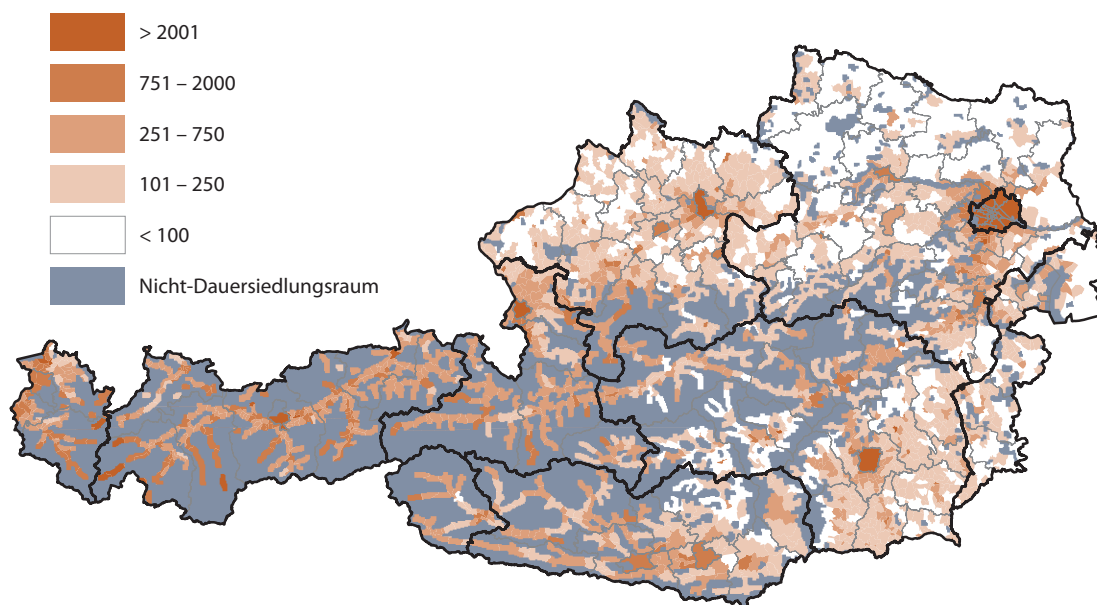 > 2001
751 – 2000
251 – 750
101 – 250
< 100
Nicht-Dauersiedlungsraum